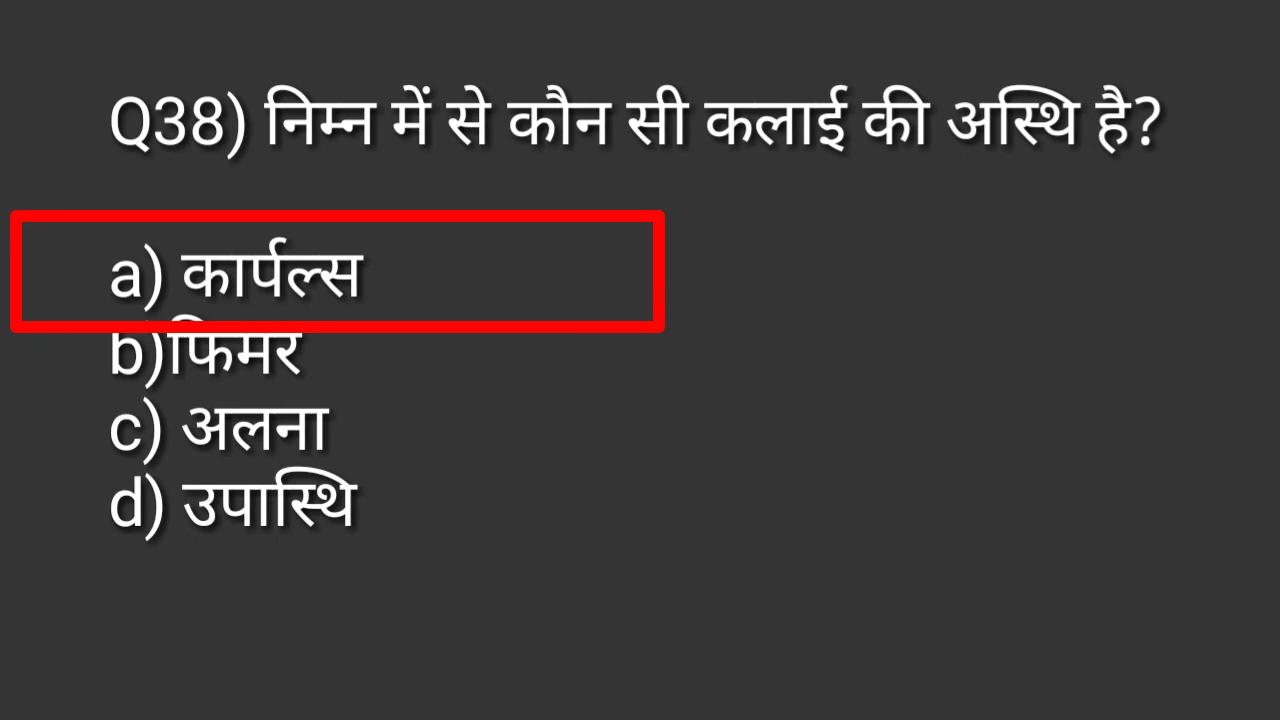 Q38) निम्न में से कौन सी कलाई की अस्थि है?
a) कार्पल्स
b)फिमर
c) अलना
d) उपास्थि